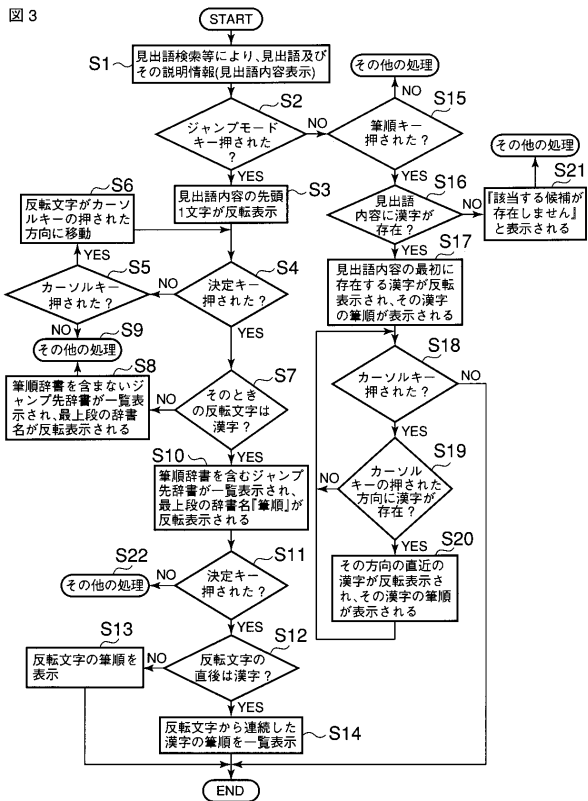 図3
START
S1
見出語検索等により、見出語及び
その説明情報(見出語内容表示)
S2
ジャンプモード
キー押された
?
NO
YES
S3
見出語内容の先頭
1文字が反転表示
S4
決定キー
押された?
NO
YES
S5
カーソルキー
押された?
YES
NO
S6
反転文字がカーソ
ルキーの押された
方向に移動
S9
その他の処理
S7
そのとき
の反転文字は
漢字?
NO
YES
S8
筆順辞書を含まない
ジャンプ先辞書が一覧表
示され、最上段の辞書
名が反転表示される
S10
筆順辞書を含むジャンプ
先辞書が一覧表示され、
最上段の辞書名『筆順』が
反転表示される
S11
決定キー
押された?
NO
YES
S22
その他の処理
S12
反転文字の
直後は漢字?
NO
YES
S13
反転文字の筆順を
表示
S14
反転文字から連続した
漢字の筆順を一覧表示
END
その他の処理
NO
S15
筆順キー
押された?
YES
S16
見出語
内容に漢字が
存在?
NO
YES
その他の処理
S21
『該当する候補が
存在しません』
と表示される
S17
見出語内容の最初に
存在する漢字が反転
表示され、その漢字
の筆順が表示される
S18
カーソルキー
押された?
NO
YES
S19
カーソル
キーの押された
方向に漢字が
存在?
NO
YES
S20
その方向の直近の
漢字が反転表示さ
れ、その漢字の筆順
が表示される